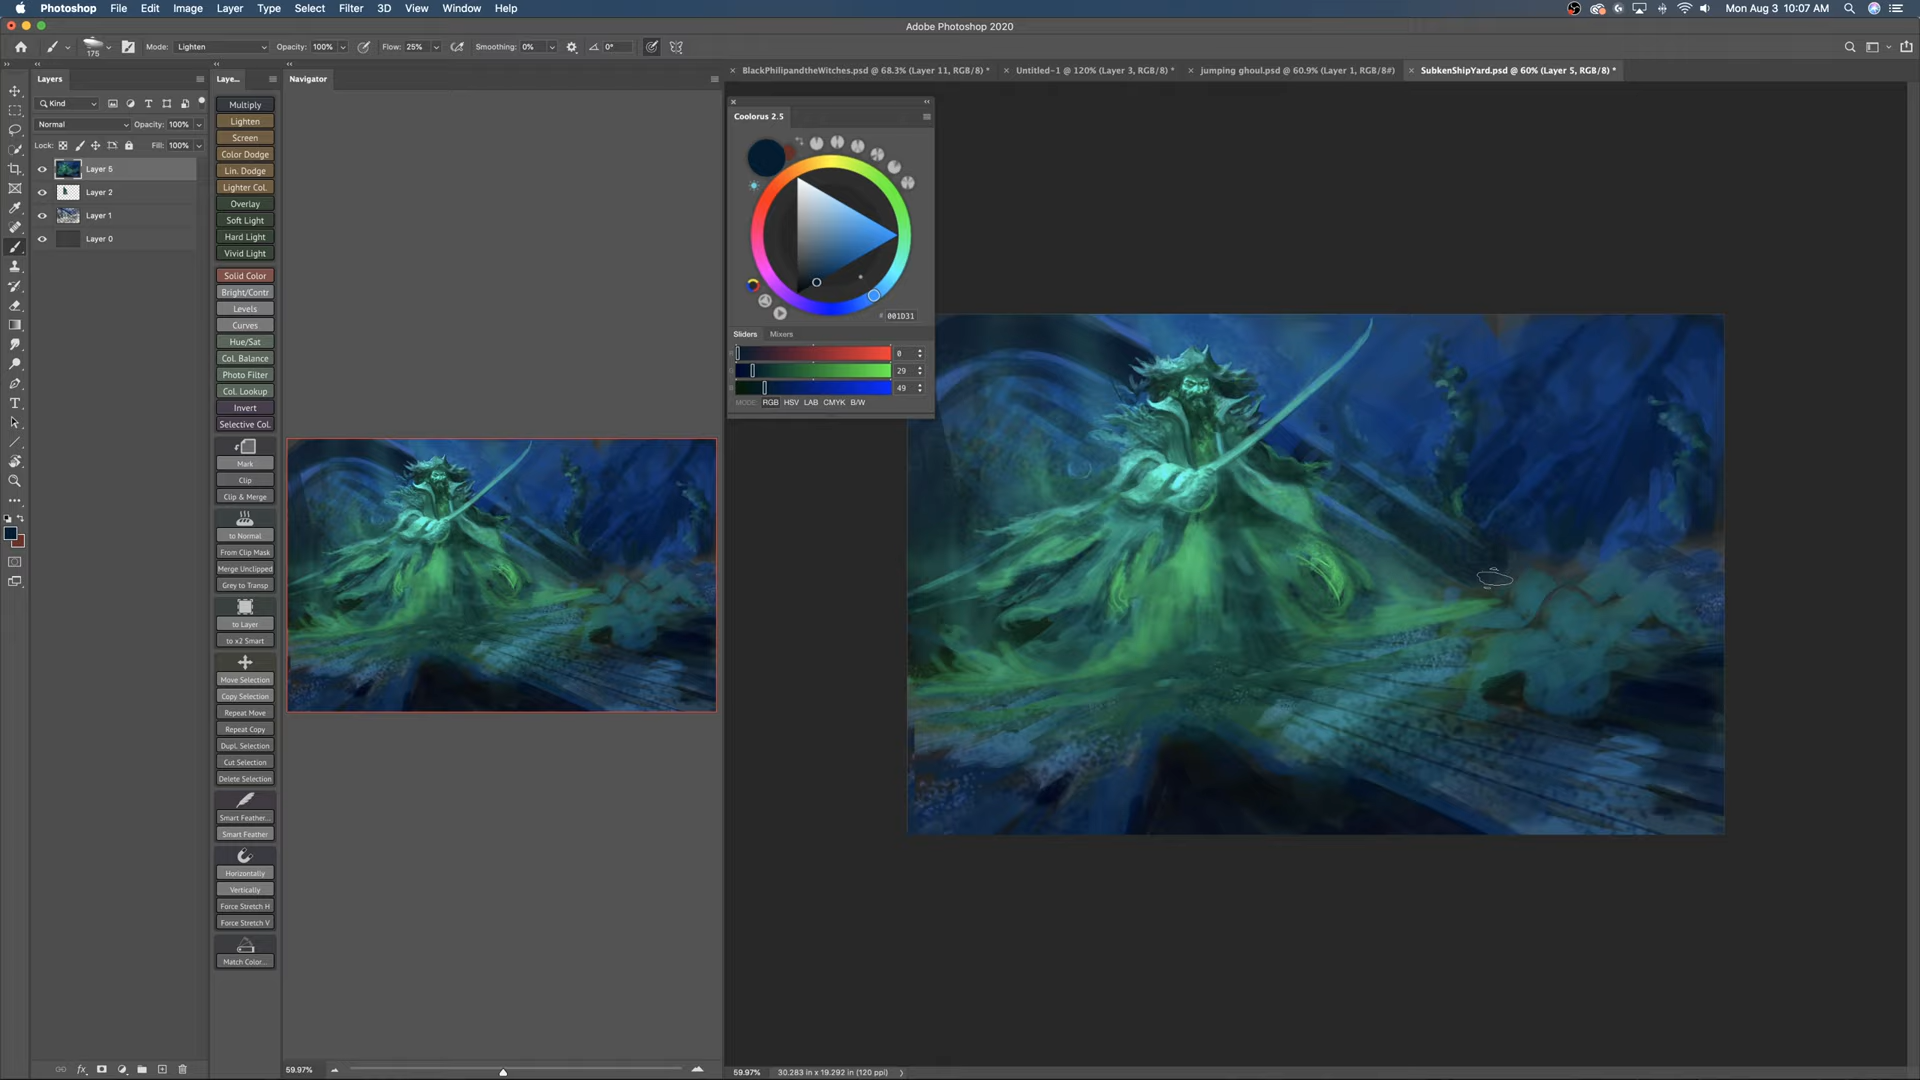 Photoshop File Edit Image Layer Type Select Filter 3D View Window Help Mon Aug 3 10:07 AM
Adobe Photoshop 2020
175 Mode: Lighten Opacity: 100% Flow: 25% Smoothing: 0% 0°
Layers
Kind
Normal Opacity: 100%
Lock: Fill: 100%
Layer 5
Layer 2
Layer 1
Layer 0
Laye...
Multiply
Lighten
Screen
Color Dodge
Lin. Dodge
Lighter Col.
Overlay
Soft Light
Hard Light
Vivid Light
Solid Color
Bright/Contr
Levels
Curves
Hue/Sat
Col. Balance
Photo Filter
Col. Lookup
Invert
Selective Col.
Mark
Clip
Clip & Merge
to Normal
From Clip Mask
Merge Unclipped
Grey to Transp
to Layer
to x2 Smart
Move Selection
Copy Selection
Repeat Move
Repeat Copy
Dupl. Selection
Cut Selection
Delete Selection
Smart Feather...
Smart Feather
Horizontally
Vertically
Force Stretch H
Force Stretch V
Match Color...
Navigator
59.97%
BlackPhilipandtheWitches.psd @ 68.3% (Layer 11, RGB/8) * Untitled-1 @ 120% (Layer 3, RGB/8) * jumping ghoul.psd @ 60.9% (Layer 1, RGB/8#) SubkenShipYard.psd @ 60% (Layer 5, RGB/8) *
Coolorus 2.5
# 001D31
Sliders Mixers
R 0
G 29
B 49
MODE RGB HSV LAB CMYK B/W
59.97% 30.283 in x 19.292 in (120 ppi)